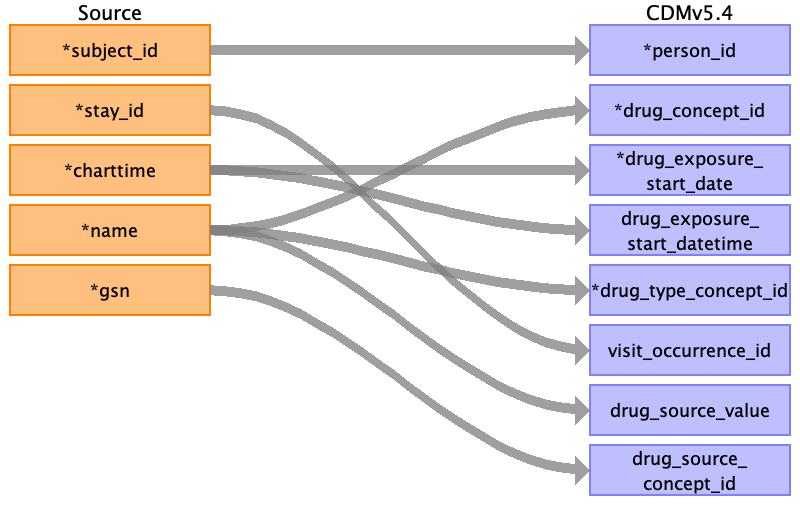 Source
CDMv5.4
*subject_id
*person_id
*stay_id
*drug_concept_id
*charttime
*drug_exposure_
start_date
*name
drug_exposure_
start_datetime
*gsn
*drug_type_concept_id
visit_occurrence_id
drug_source_value
drug_source_
concept_id